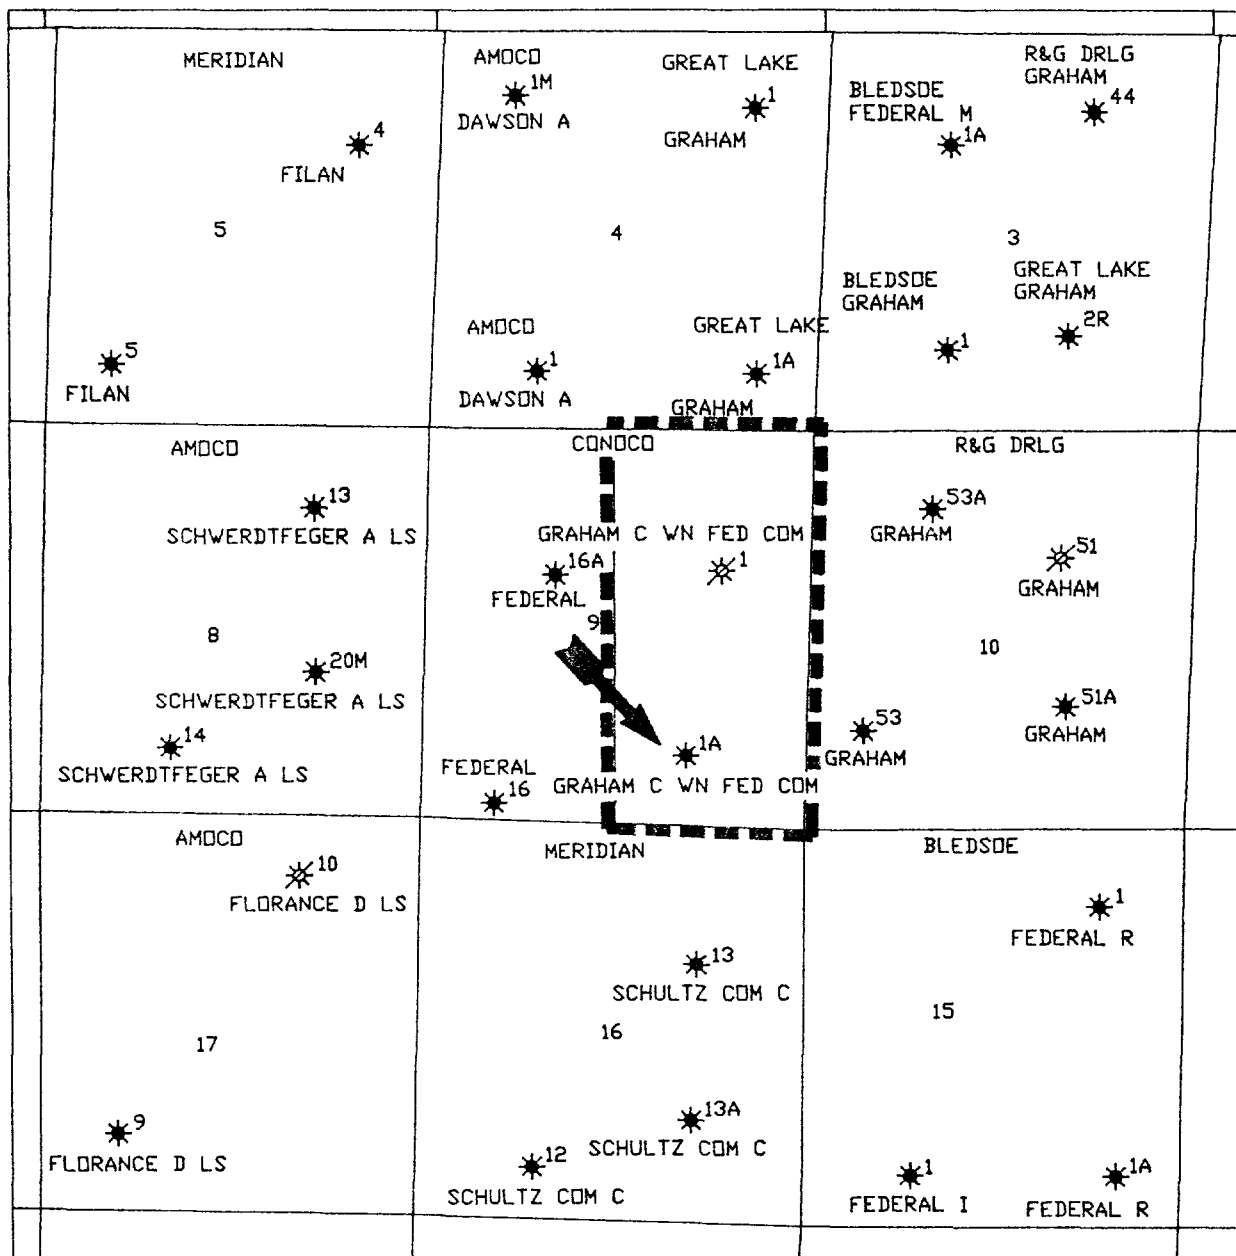 MERIDIAN
4
FILAN
5
5
FILAN
AMOCO
1M
DAWSON A
GREAT LAKE
1
GRAHAM
4
AMOCO
1
DAWSON A
GREAT LAKE
1A
GRAHAM
R&G DRLG
GRAHAM
44
BLEDSOE
FEDERAL M
1A
3
BLEDSOE
GRAHAM
1
GREAT LAKE
GRAHAM
2R
AMOCO
13
SCHWERDTFEGER A LS
8
20M
SCHWERDTFEGER A LS
14
SCHWERDTFEGER A LS
CONOCO
GRAHAM C WN FED COM
1
16A
FEDERAL
9
1A
GRAHAM C WN FED COM
FEDERAL
16
R&G DRLG
53A
GRAHAM
51
GRAHAM
10
53
GRAHAM
51A
GRAHAM
AMOCO
10
FLORANCE D LS
17
9
FLORANCE D LS
MERIDIAN
13
SCHULTZ COM C
16
13A
SCHULTZ COM C
12
SCHULTZ COM C
BLEDSOE
1
FEDERAL R
15
1
FEDERAL I
1A
FEDERAL R